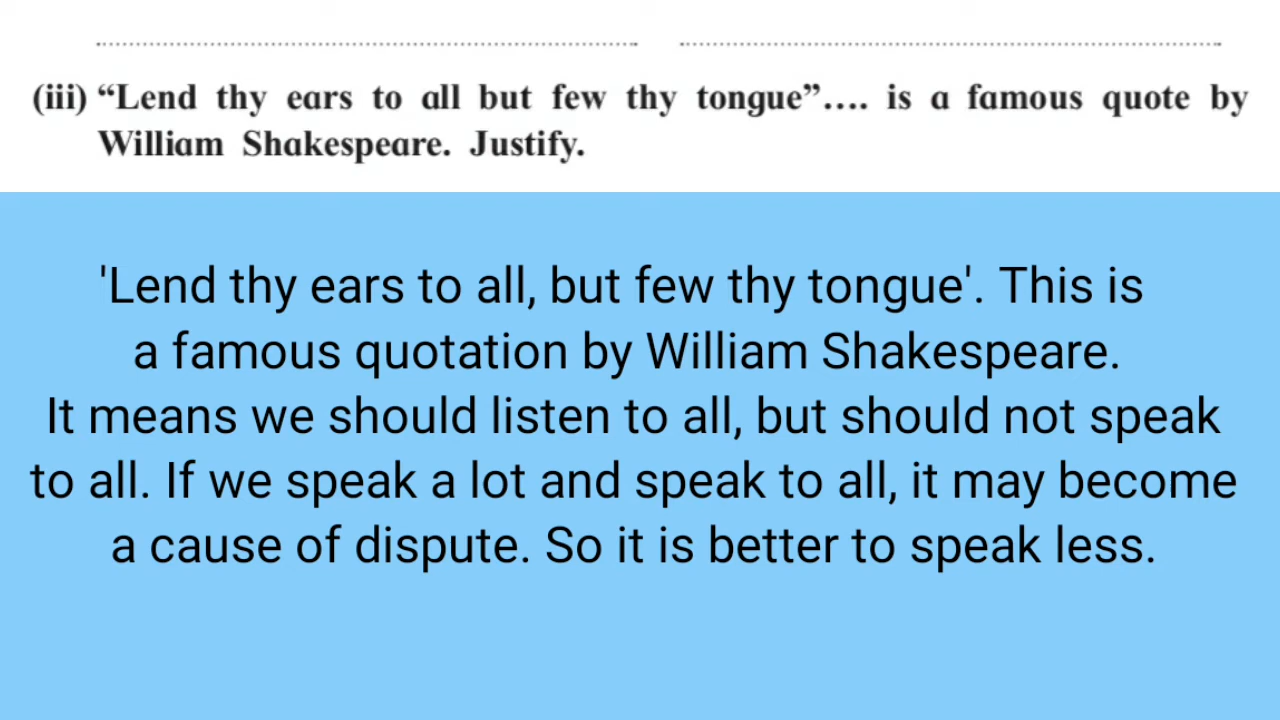 (iii) “Lend thy ears to all but few thy tongue”.... is a famous quote by
William Shakespeare. Justify.
'Lend thy ears to all, but few thy tongue'. This is
a famous quotation by William Shakespeare.
It means we should listen to all, but should not speak
to all. If we speak a lot and speak to all, it may become
a cause of dispute. So it is better to speak less.